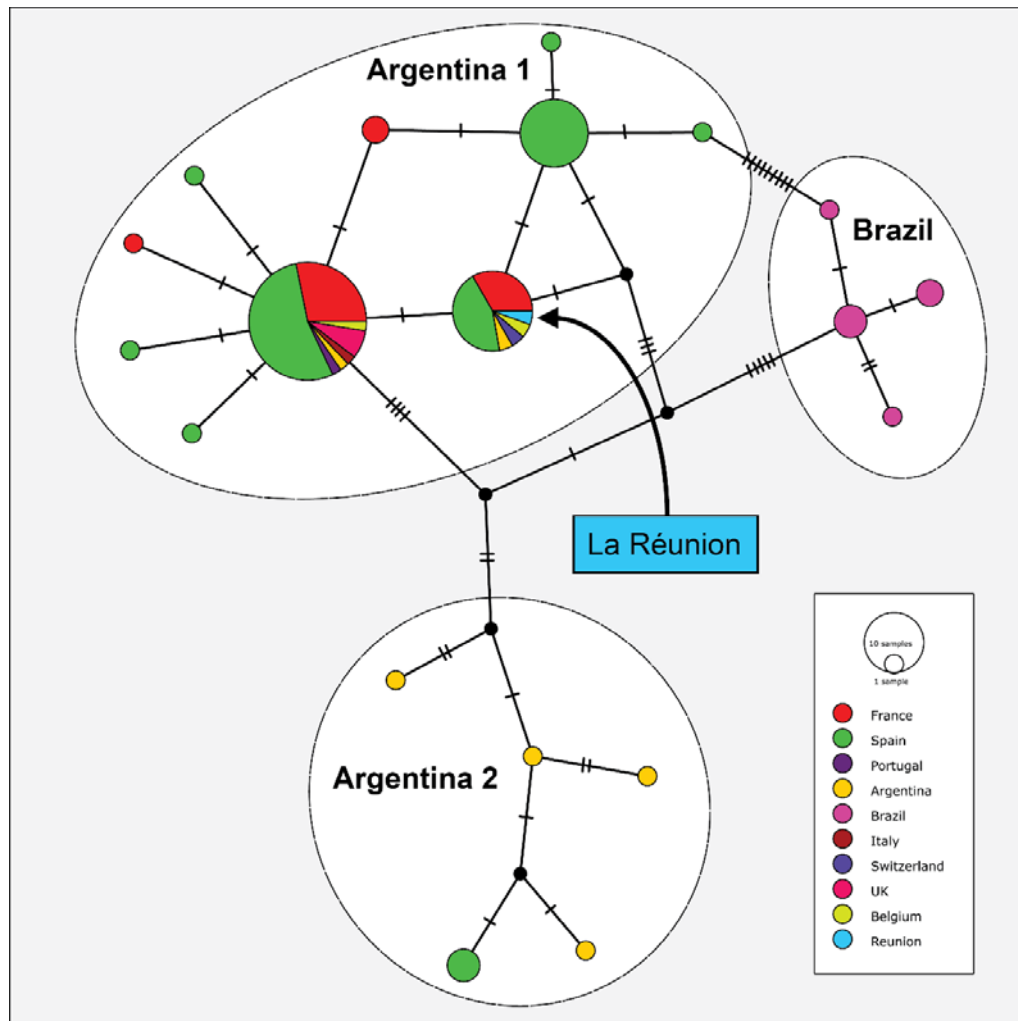 Argentina 1
Brazil
La Réunion
Argentina 2
10 samples
1 sample
France
Spain
Portugal
Argentina
Brazil
Italy
Switzerland
UK
Belgium
Reunion